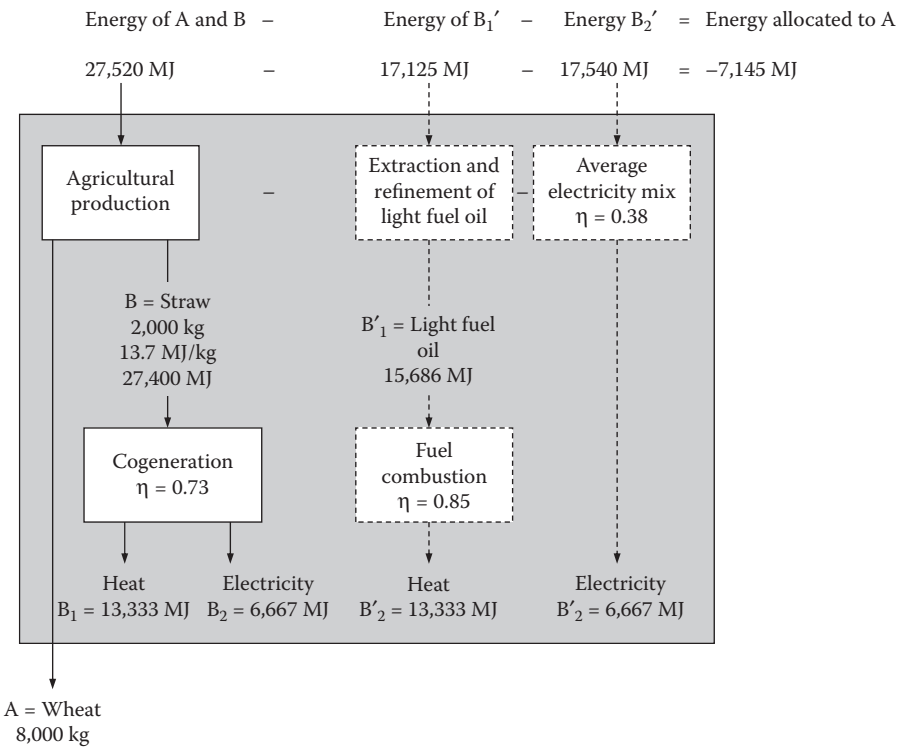 Energy of A and B – Energy of B₁′ – Energy B₂′ = Energy allocated to A
27,520 MJ – 17,125 MJ – 17,540 MJ = –7,145 MJ
Agricultural
production
–
Extraction and
refinement of
light fuel oil
–
Average
electricity mix
η = 0.38
B = Straw
2,000 kg
13.7 MJ/kg
27,400 MJ
B′₁ = Light fuel
oil
15,686 MJ
Cogeneration
η = 0.73
Fuel
combustion
η = 0.85
Heat
B₁ = 13,333 MJ
Electricity
B₂ = 6,667 MJ
Heat
B′₂ = 13,333 MJ
Electricity
B′₂ = 6,667 MJ
A = Wheat
8,000 kg